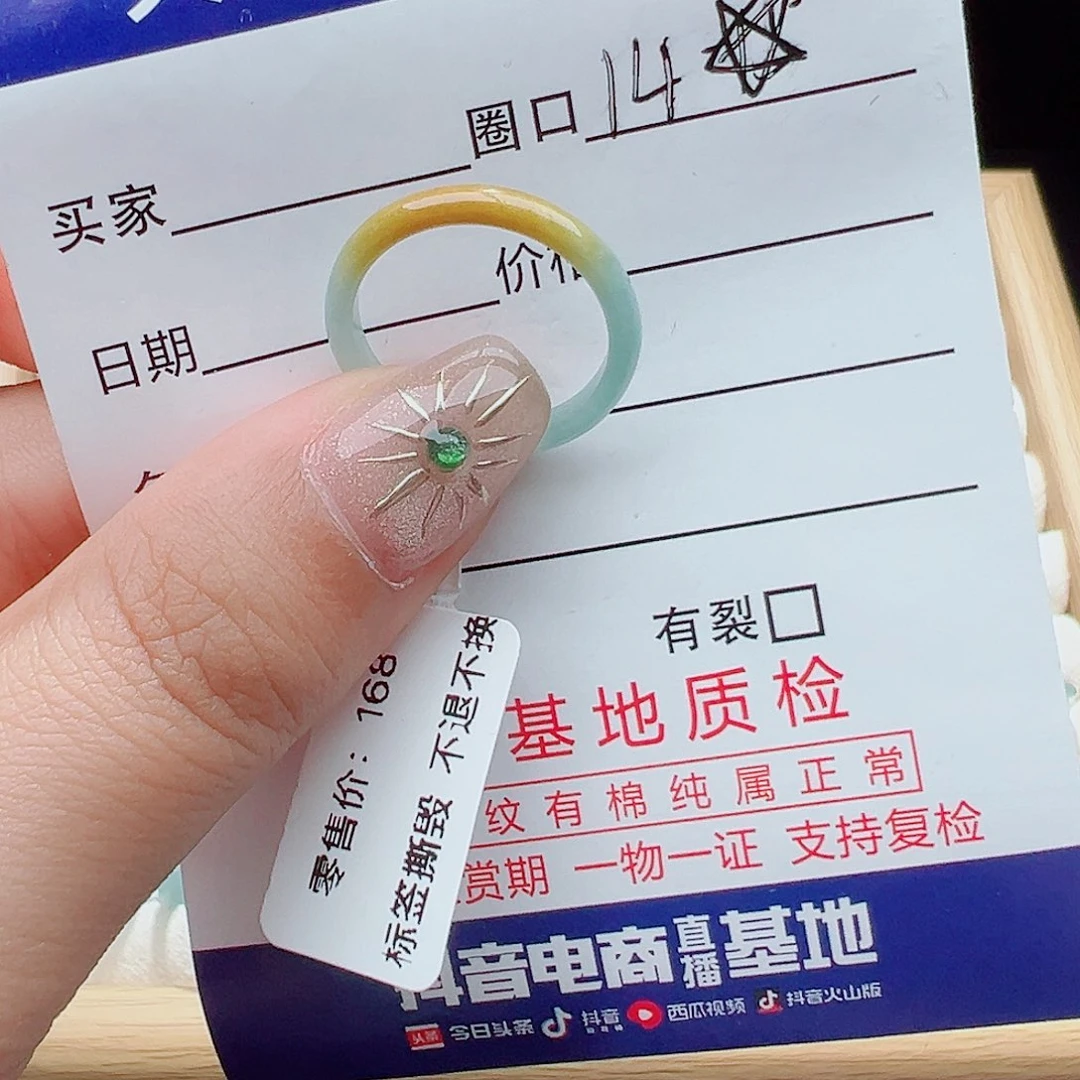 圈口 14
买家
价格
日期
有裂
基地质检
纹有棉纯属正常
赏期 一物一证 支持复检
零售价：168
标签撕毁 不退不换
抖音电商直播基地
头条 今日头条 抖音 西瓜视频 抖音火山版